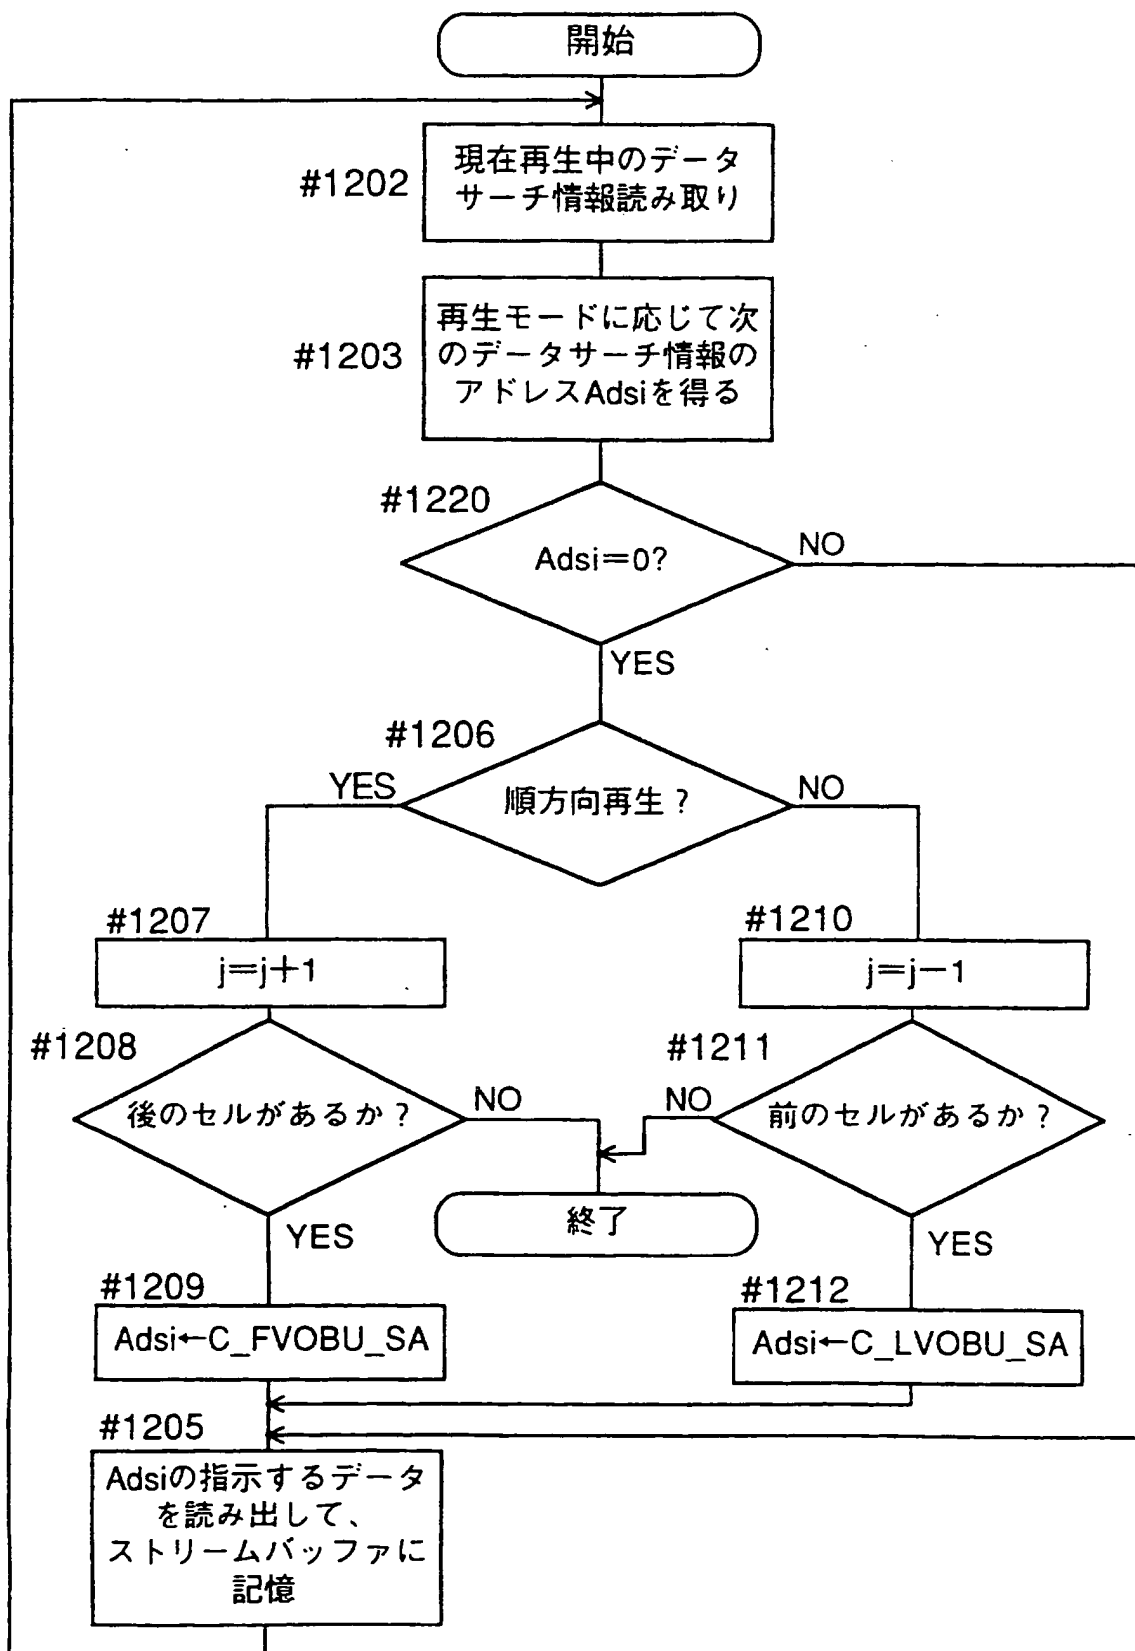 開始
#1202
現在再生中のデータ
サーチ情報読み取り
#1203
再生モードに応じて次
のデータサーチ情報の
アドレスAdsiを得る
#1220
Adsi=0?
NO
YES
#1206
順方向再生?
YES
NO
#1207
j=j+1
#1210
j=j-1
#1208
後のセルがあるか?
NO
YES
#1211
前のセルがあるか?
NO
YES
終了
#1209
Adsi←C_FVOBU_SA
#1212
Adsi←C_LVOBU_SA
#1205
Adsiの指示するデータ
を読み出して、
ストリームバッファに
記憶